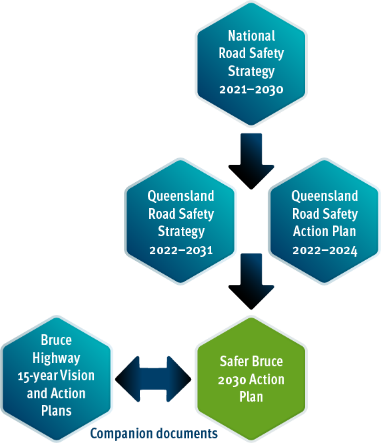 National
Road Safety
Strategy
2021–2030
Queensland
Road Safety
Strategy
2022–2031
Queensland
Road Safety
Action Plan
2022–2024
Bruce
Highway
15-year Vision
and Action
Plans
Safer Bruce
2030 Action
Plan
Companion documents